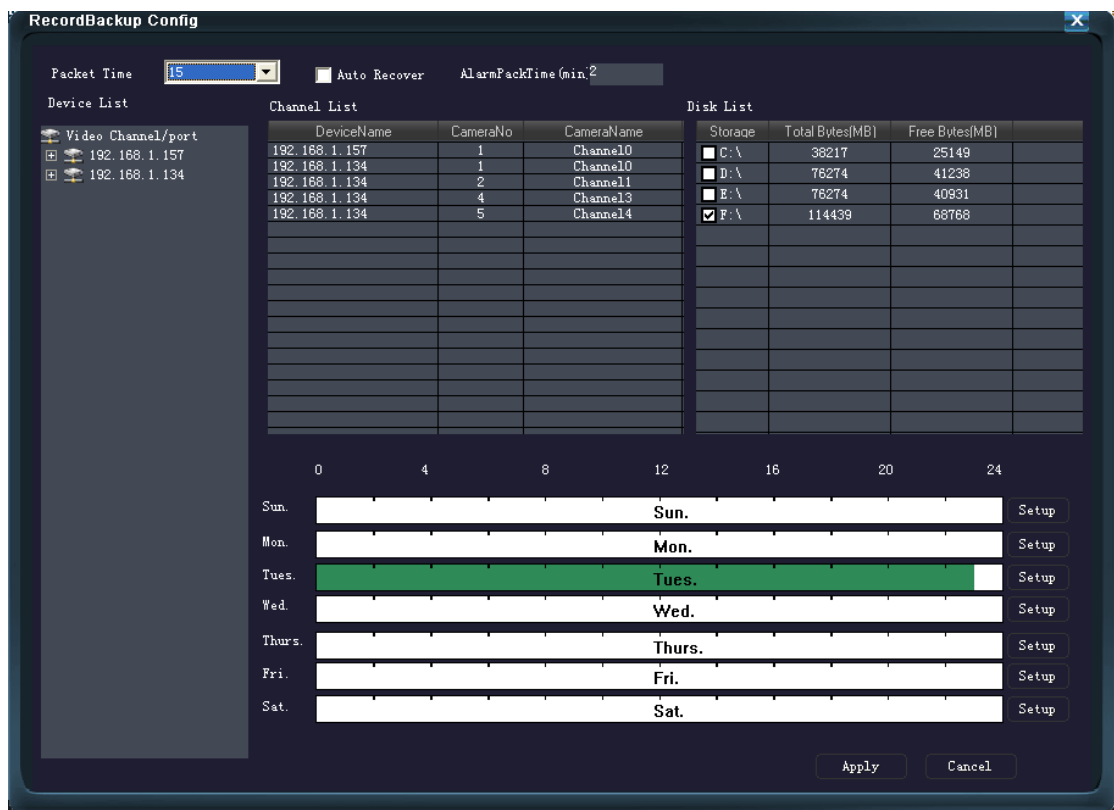 RecordBackup Config
X
Packet Time 15 Auto Recover AlarmPackTime(min) 2
Device List Channel List Disk List
Video Channel/port
192.168.1.157
192.168.1.134
DeviceName CameraNo CameraName
192.168.1.157 1 Channel0
192.168.1.134 1 Channel0
192.168.1.134 2 Channel1
192.168.1.134 4 Channel3
192.168.1.134 5 Channel4
Storage Total Bytes(MB) Free Bytes(MB)
C:\ 38217 25149
D:\ 76274 41238
E:\ 76274 40931
F:\ 114439 68768
0 4 8 12 16 20 24
Sun. Sun. Setup
Mon. Mon. Setup
Tues. Tues. Setup
Wed. Wed. Setup
Thurs. Thurs. Setup
Fri. Fri. Setup
Sat. Sat. Setup
Apply Cancel